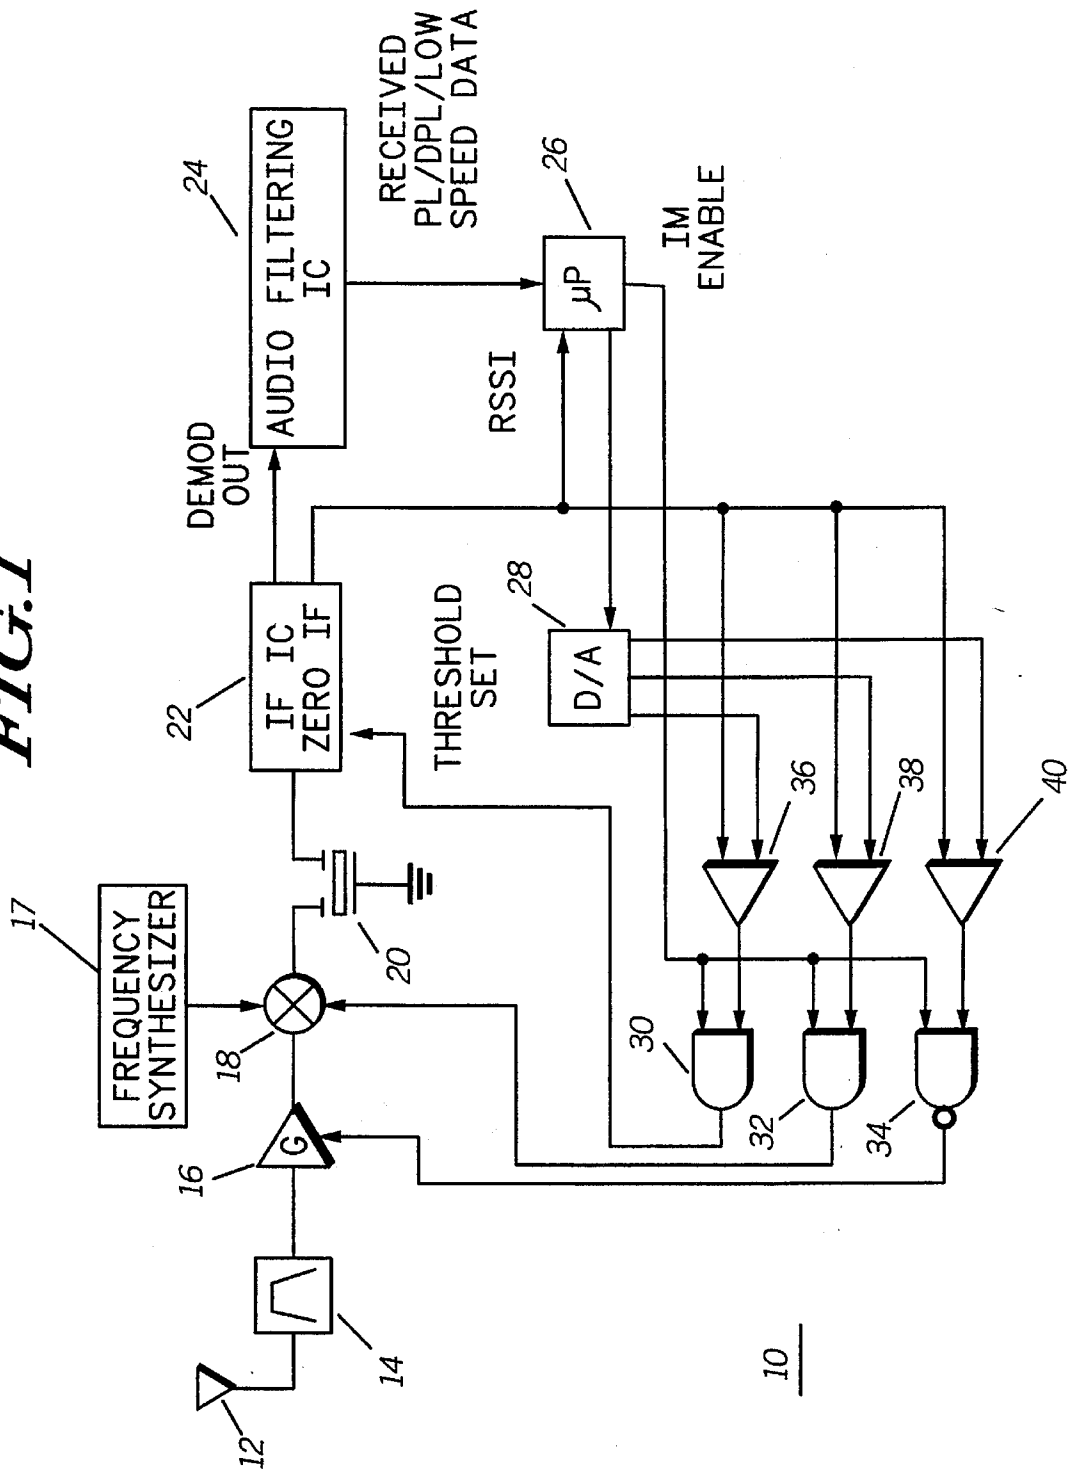 FIG.1
17
FREQUENCY
SYNTHESIZER
12
14
16
G
18
20
22
IF IC
ZERO IF
DEMOD
OUT
24
AUDIO FILTERING
IC
RECEIVED
PL/DPL/LOW
SPEED DATA
THRESHOLD
SET
RSSI
26
µP
IM
ENABLE
28
D/A
30
32
34
36
38
40
10